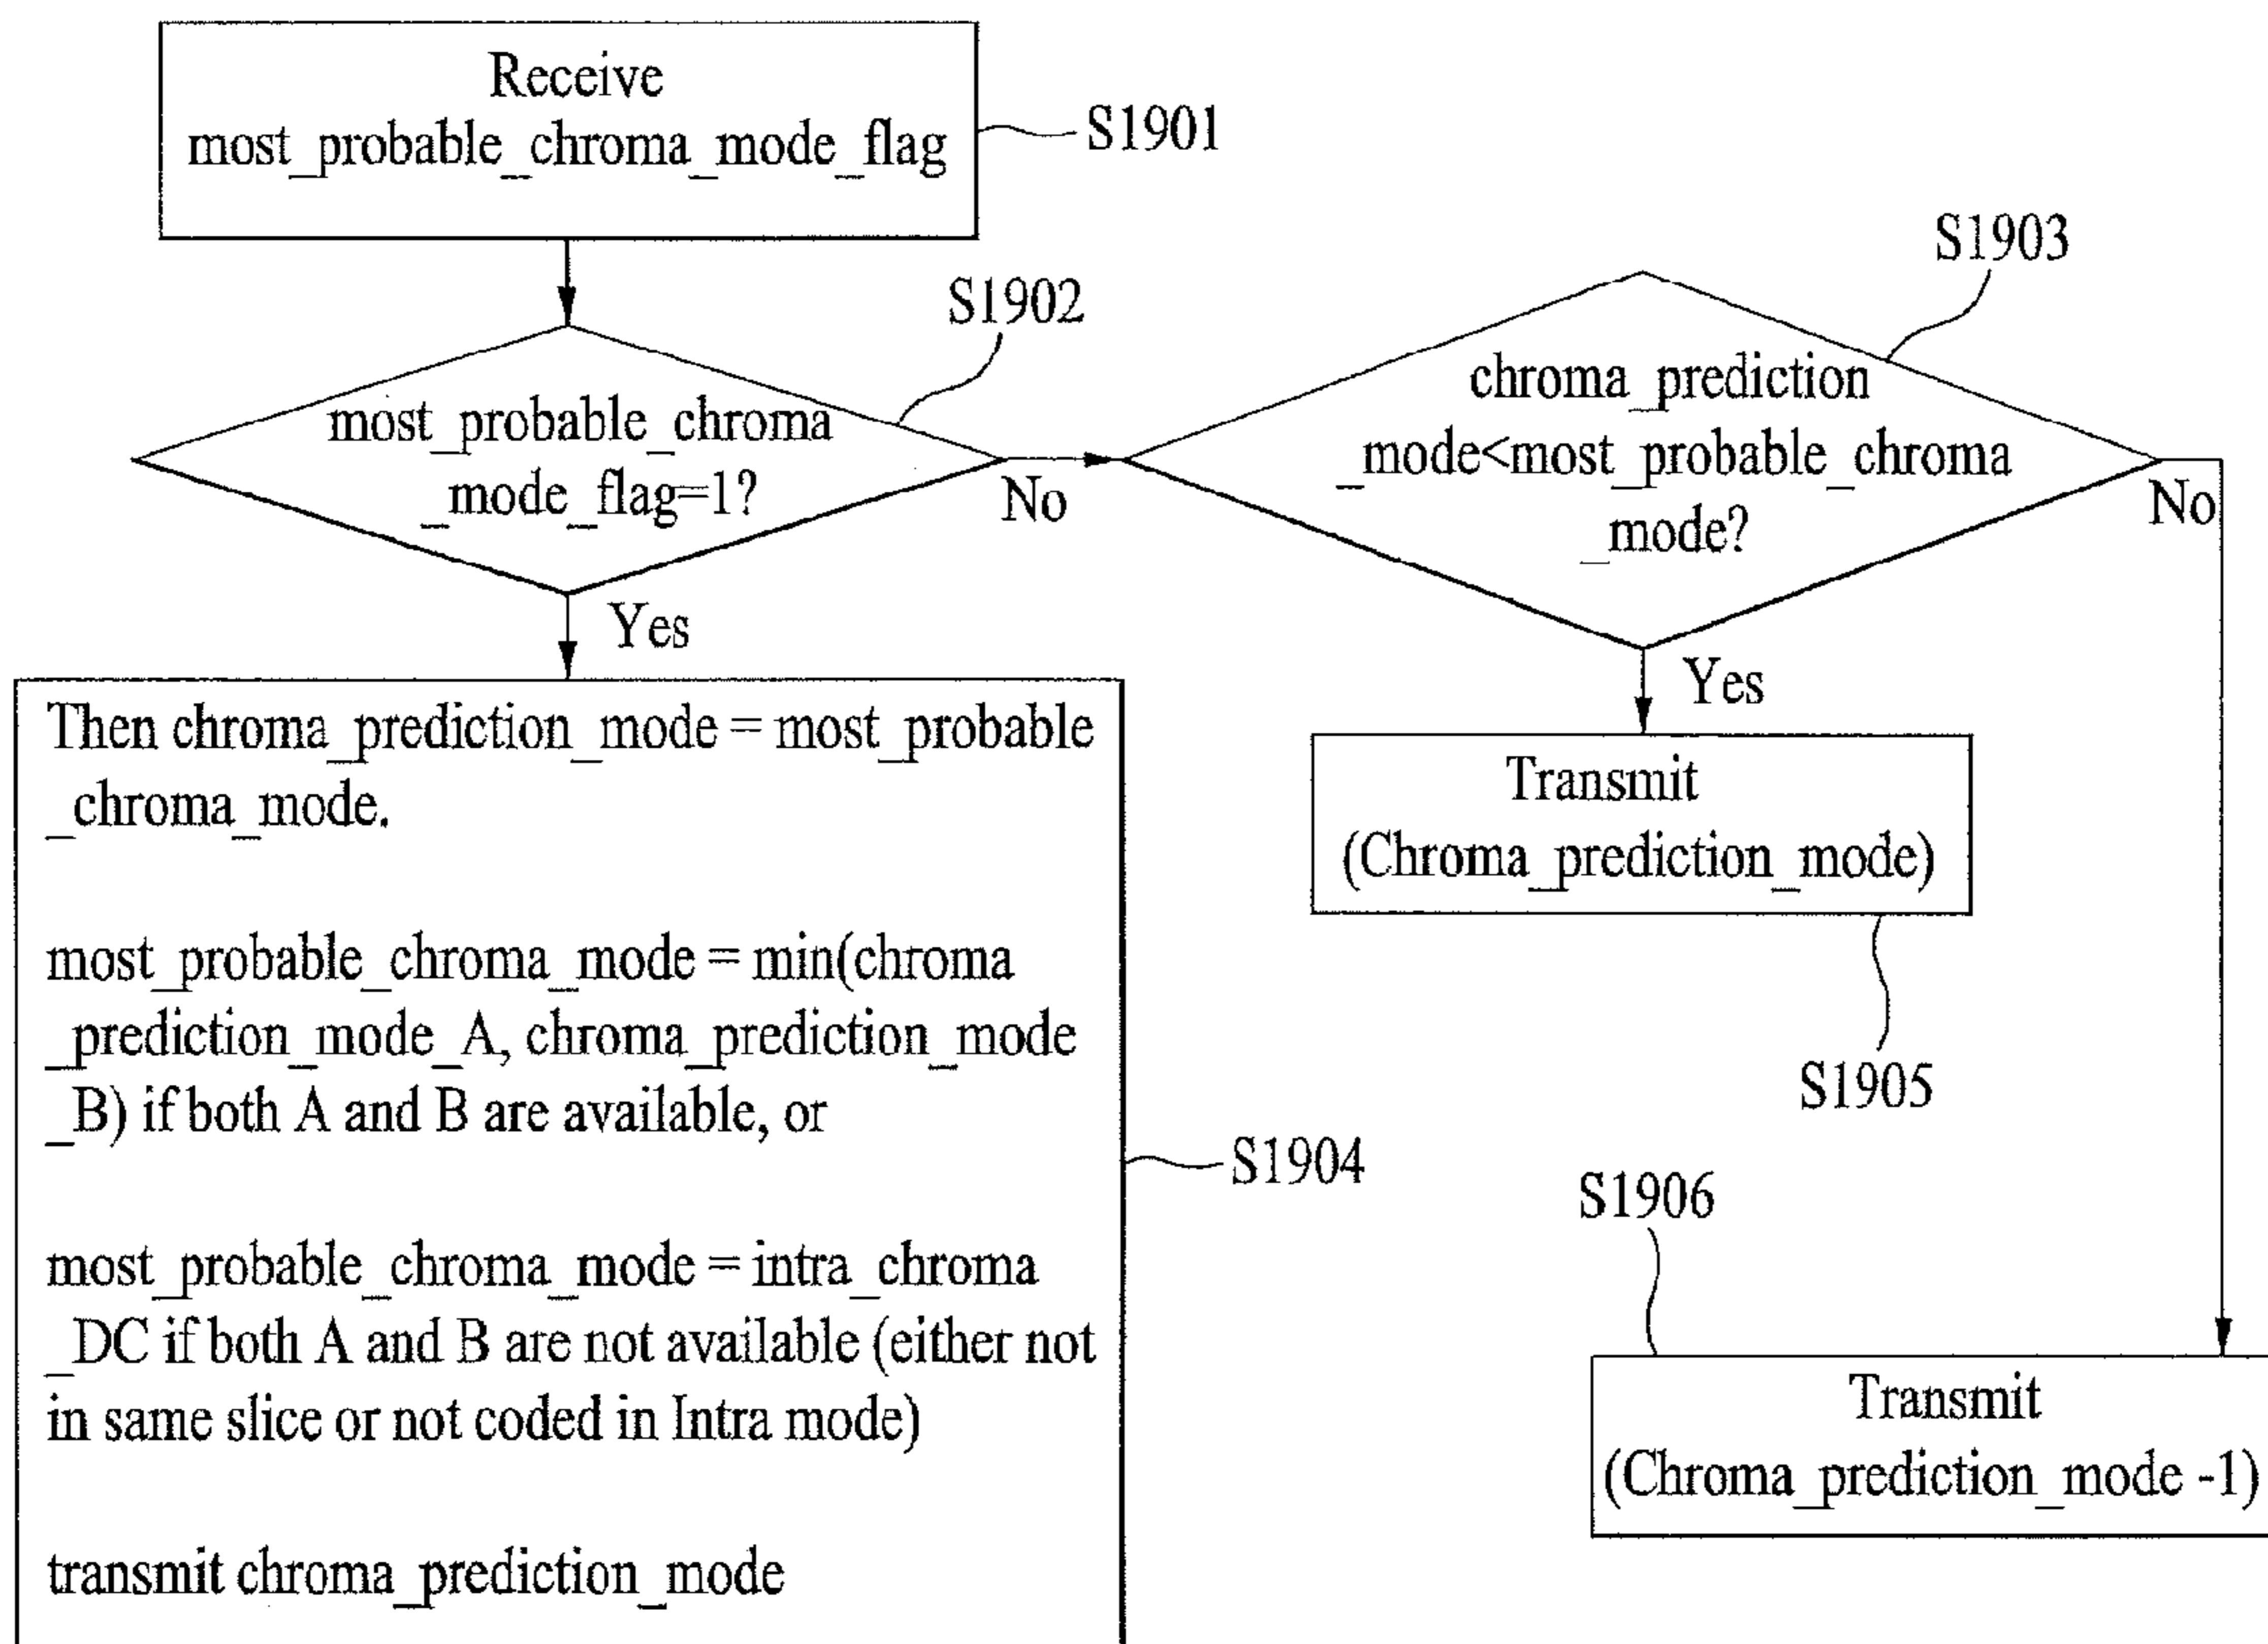 Receive
most_probable_chroma_mode_flag
S1901
S1902
most_probable_chroma
_mode_flag=1?
No
Yes
S1903
chroma_prediction
_mode<most_probable_chroma
_mode?
No
Yes
Then chroma_prediction_mode = most_probable
_chroma_mode.
most_probable_chroma_mode = min(chroma
_prediction_mode_A, chroma_prediction_mode
_B) if both A and B are available, or
most_probable_chroma_mode = intra_chroma
_DC if both A and B are not available (either not
in same slice or not coded in Intra mode)
transmit chroma_prediction_mode
S1904
Transmit
(Chroma_prediction_mode)
S1905
S1906
Transmit
(Chroma_prediction_mode -1)